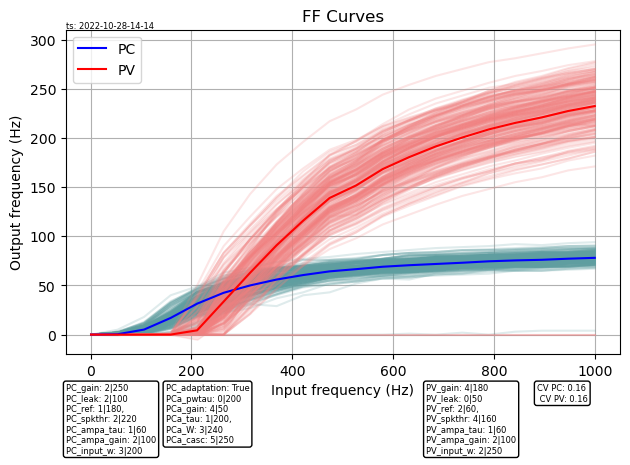 FF Curves
ts: 2022-10-28-14-14
PC
PV
Output frequency (Hz)
300
250
200
150
100
50
0
0
200
400
600
800
1000
Input frequency (Hz)
PC_gain: 2|250
PC_leak: 2|100
PC_ref: 1|180,
PC_spkthr: 2|220
PC_ampa_tau: 1|60
PC_ampa_gain: 2|100
PC_input_w: 3|200
PC_adaptation: True
PCa_pwtau: 0|200
PCa_gain: 4|50
PCa_tau: 1|200,
PCa_W: 3|240
PCa_casc: 5|250
PV_gain: 4|180
PV_leak: 0|50
PV_ref: 2|60,
PV_spkthr: 4|160
PV_ampa_tau: 1|60
PV_ampa_gain: 2|100
PV_input_w: 2|250
CV PC: 0.16
CV PV: 0.16